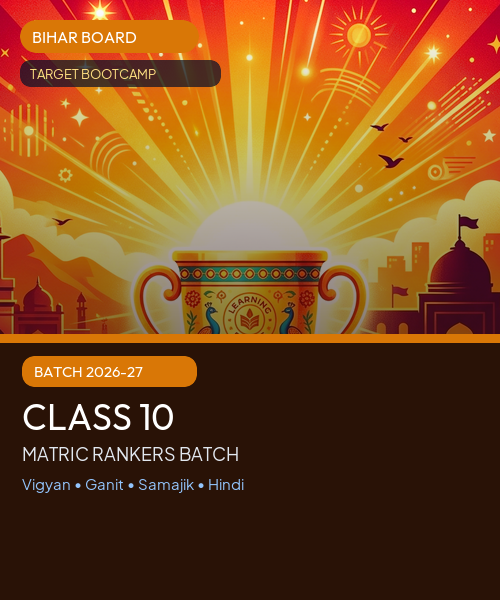 BIHAR BOARD
TARGET BOOTCAMP
LEARNING
BATCH 2026-27
CLASS 10
MATRIC RANKERS BATCH
Vigyan • Ganit • Samajik • Hindi